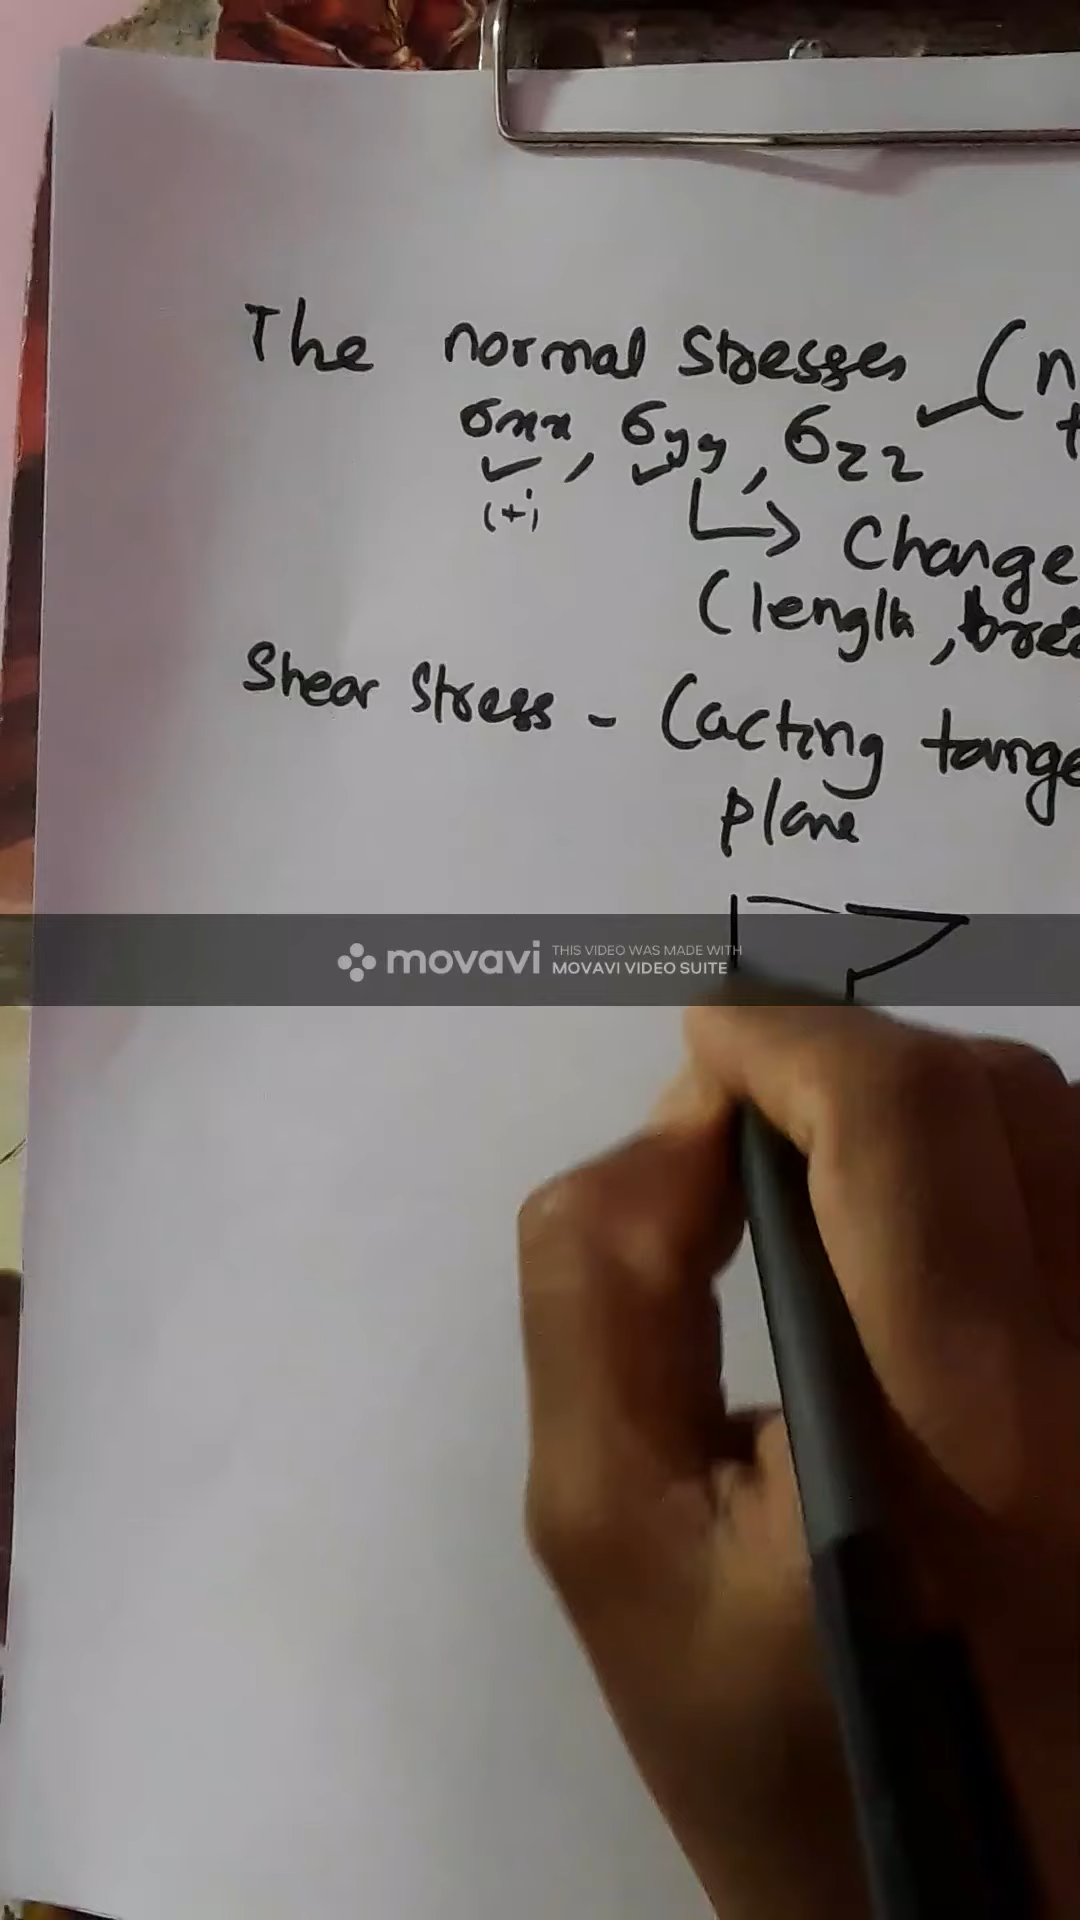 The normal stresses (n
σxx, σyy, σzz
(+)
Change
(length, brea
Shear Stress - (acting tange
plane
movavi
THIS VIDEO WAS MADE WITH
MOVAVI VIDEO SUITE